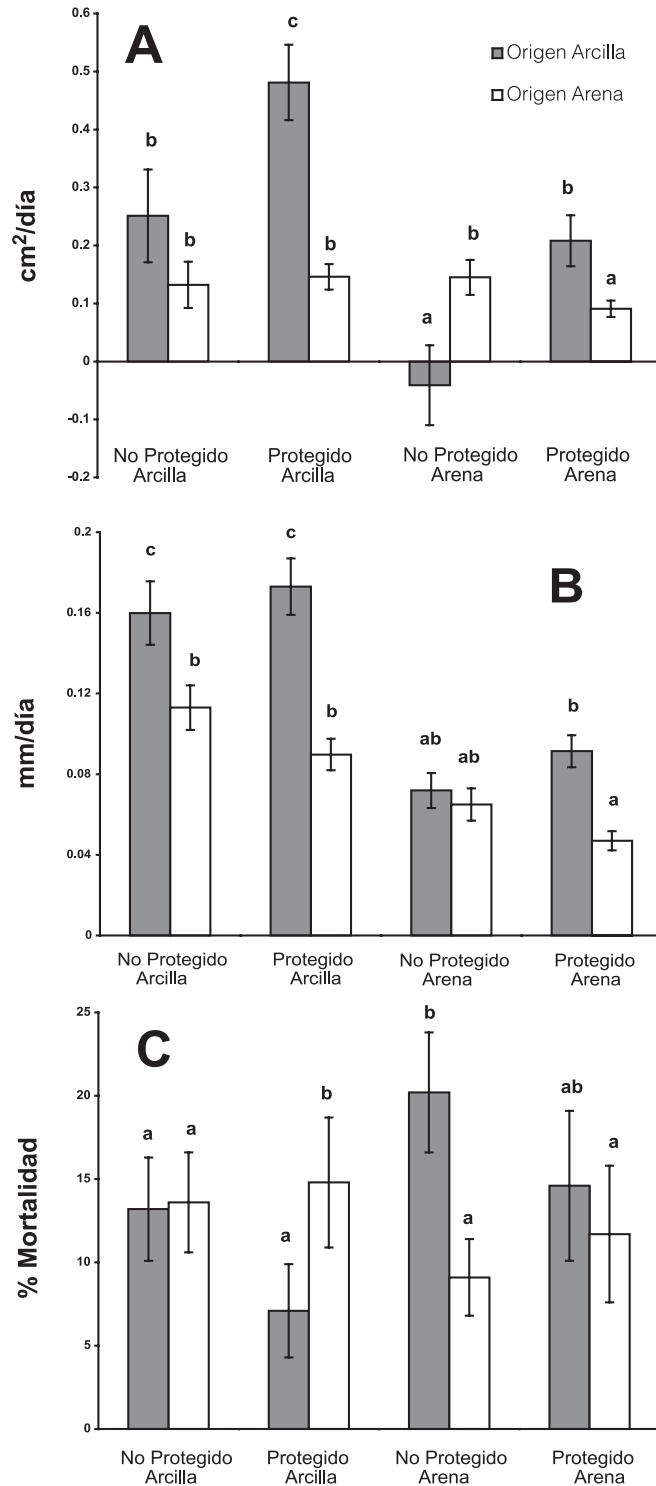 A
cm²/día
0.6
0.5
0.4
0.3
0.2
0.1
0
-0.1
-0.2
Origen Arcilla
Origen Arena
b
b
c
b
a
b
b
a
No Protegido
Arcilla
Protegido
Arcilla
No Protegido
Arena
Protegido
Arena
B
mm/día
0.2
0.16
0.12
0.08
0.04
0
c
b
c
b
ab
ab
b
a
No Protegido
Arcilla
Protegido
Arcilla
No Protegido
Arena
Protegido
Arena
C
% Mortalidad
25
20
15
10
5
0
a
a
a
b
b
a
ab
a
No Protegido
Arcilla
Protegido
Arcilla
No Protegido
Arena
Protegido
Arena